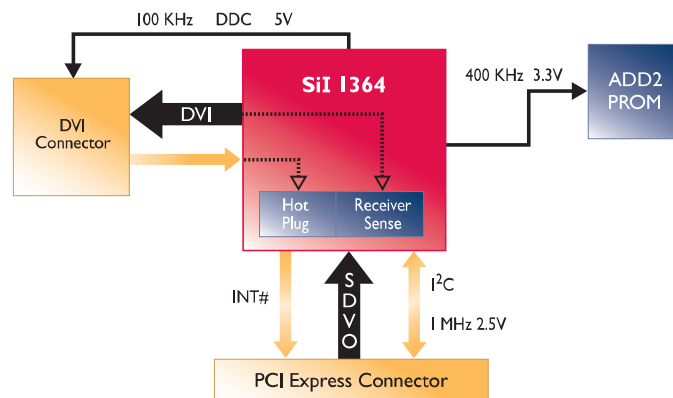 100 KHz DDC 5V
SiI 1364
400 KHz 3.3V
ADD2
PROM
DVI
Connector
DVI
Hot
Plug
Receiver
Sense
INT#
SDVO
I²C
1 MHz 2.5V
PCI Express Connector